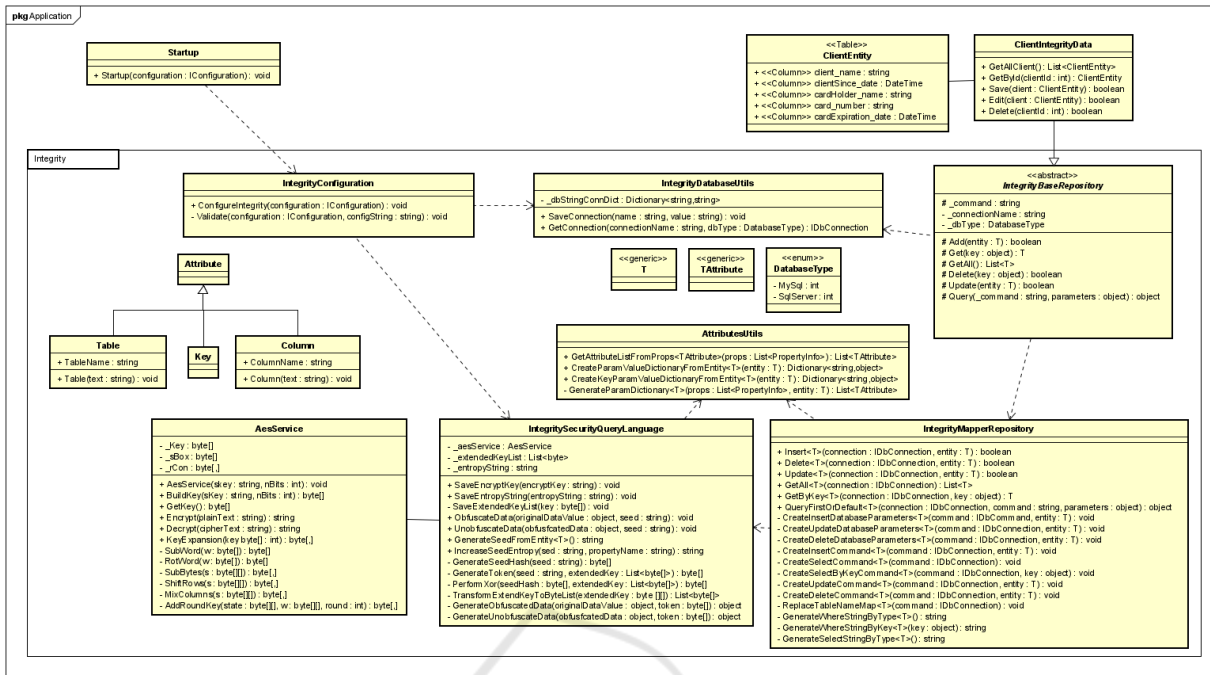 pkg Application
Startup
+ Startup(configuration : IConfiguration) : void
<<Table>>
ClientEntity
+ <<Column>> client_name : string
+ <<Column>> clientSince_date : DateTime
+ <<Column>> cardHolder_name : string
+ <<Column>> card_number : string
+ <<Column>> cardExpiration_date : DateTime
ClientIntegrityData
+ GetAllClient() : List<ClientEntity>
+ GetById(clientId : int) : ClientEntity
+ Save(client : ClientEntity) : boolean
+ Edit(client : ClientEntity) : boolean
+ Delete(clientId : int) : boolean
Integrity
IntegrityConfiguration
+ ConfigureIntegrity(configuration : IConfiguration) : void
- Validate(configuration : IConfiguration, configString : string) : void
IntegrityDatabaseUtils
- _dbStringConnDict : Dictionary<string,string>
+ SaveConnection(name : string, value : string) : void
+ GetConnection(connectionName : string, dbType : DatabaseType) : IDbConnection
<<abstract>>
IntegrityBaseRepository
# _command : string
- _connectionName : string
- _dbType : DatabaseType
# Add(entity : T) : boolean
# Get(key : object) : T
# GetAll() : List<T>
# Delete(key : object) : boolean
# Update(entity : T) : boolean
# Query(_command : string, parameters : object) : object
<<generic>>
T
<<generic>>
TAttribute
<<enum>>
DatabaseType
- MySql : int
- SqlServer : int
Attribute
Table
+ TableName : string
+ Table(text : string) : void
Key
Column
+ ColumnName : string
+ Column(text : string) : void
AttributesUtils
+ GetAttributeListFromProps<TAttribute>(props : List<PropertyInfo>) : List<TAttribute>
+ CreateParamValueDictionaryFromEntity<T>(entity : T) : Dictionary<string,object>
+ CreateKeyParamValueDictionaryFromEntity<T>(entity : T) : Dictionary<string,object>
- GenerateParamDictionary<T>(props : List<PropertyInfo>, entity : T) : List<TAttribute>
AesService
- _Key : byte[]
- _sBox : byte[]
- _rCon : byte[,]
+ AesService(skey : string, nBits : int) : void
+ BuildKey(sKey : string, nBits : int) : byte[]
+ GetKey() : byte[]
+ Encrypt(plainText : string) : string
+ Decrypt(cipherText : string) : string
+ KeyExpansion(key byte[] : int) : byte[,]
- SubWord(w : byte[]) : byte[]
- RotWord(w : byte[]) : byte[]
- SubBytes(s : byte[][]) : byte[,]
- ShiftRows(s : byte[][]) : byte[,]
- MixColumns(s : byte[][]) : byte[,]
- AddRoundKey(state : byte[][], w : byte[][], round : int) : byte[,]
IntegritySecurityQueryLanguage
- _aesService : AesService
- _extendedKeyList : List<byte>
- _entropyString : string
+ SaveEncryptKey(encryptKey : string) : void
+ SaveEntropyString(entropyString : string) : void
- SaveExtendedKeyList(key : byte[]) : void
+ ObfuscateData(originalDataValue : object, seed : string) : void
+ UnobfuscateData(obfusfcatedData : object, seed : string) : void
+ GenerateSeedFromEntity<T>() : string
+ IncreaseSeedEntropy(sed : string, propertyName : string) : string
- GenerateSeedHash(seed : string) : byte[]
- GenerateToken(seed : string, extendedKey : List<byte[]>) : byte[]
- PerformXor(seedHash : byte[], extendedKey : List<byte[]>) : byte[]
- TransformExtendKeyToByteList(extendedKey : byte [][]) : List<byte[]>
- GenerateObfuscatedData(originalDataValue : object, token : byte[]) : object
- GenerateUnobfuscateData(obfusfcatedData : object, token : byte[]) : object
IntegrityMapperRepository
+ Insert<T>(connection : IDbConnection, entity : T) : boolean
+ Delete<T>(connection : IDbConnection, entity : T) : boolean
+ Update<T>(connection : IDbConnection, entity : T) : boolean
+ GetAll<T>(connection : IDbConnection) : List<T>
+ GetByKey<T>(connection : IDbConnection, key : object) : T
+ QueryFirstOrDefault<T>(connection : IDbConnection, command : string, parameters : object) : object
- CreateInsertDatabaseParameters<T>(command : IDbCommand, entity : T) : void
- CreateUpdateDatabaseParameters<T>(command : IDbConnection, entity : T) : void
- CreateDeleteDatabaseParameters<T>(command : IDbConnection, entity : T) : void
- CreateInsertCommand<T>(command : IDbConnection, entity : T) : void
- CreateSelectCommand<T>(command : IDbConnection) : void
- CreateSelectByKeyCommand<T>(command : IDbConnection, key : object) : void
- CreateUpdateCommand<T>(command : IDbConnection, entity : T) : void
- CreateDeleteCommand<T>(command : IDbConnection, entity : T) : void
- ReplaceTableNameMap<T>(command : IDbConnection) : void
- GenerateWhereStringByType<T>() : string
- GenerateWhereStringByKey<T>(key : object) : string
- GenerateSelectStringByType<T>() : string